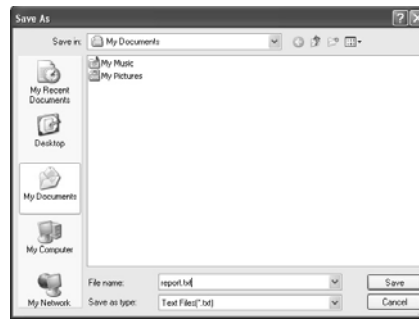 Save As
Save in: My Documents
My Music
My Pictures
My Recent
Documents
Desktop
My Documents
My Computer
My Network
File name: report.txt
Save as type: Text Files(*.txt)
Save
Cancel